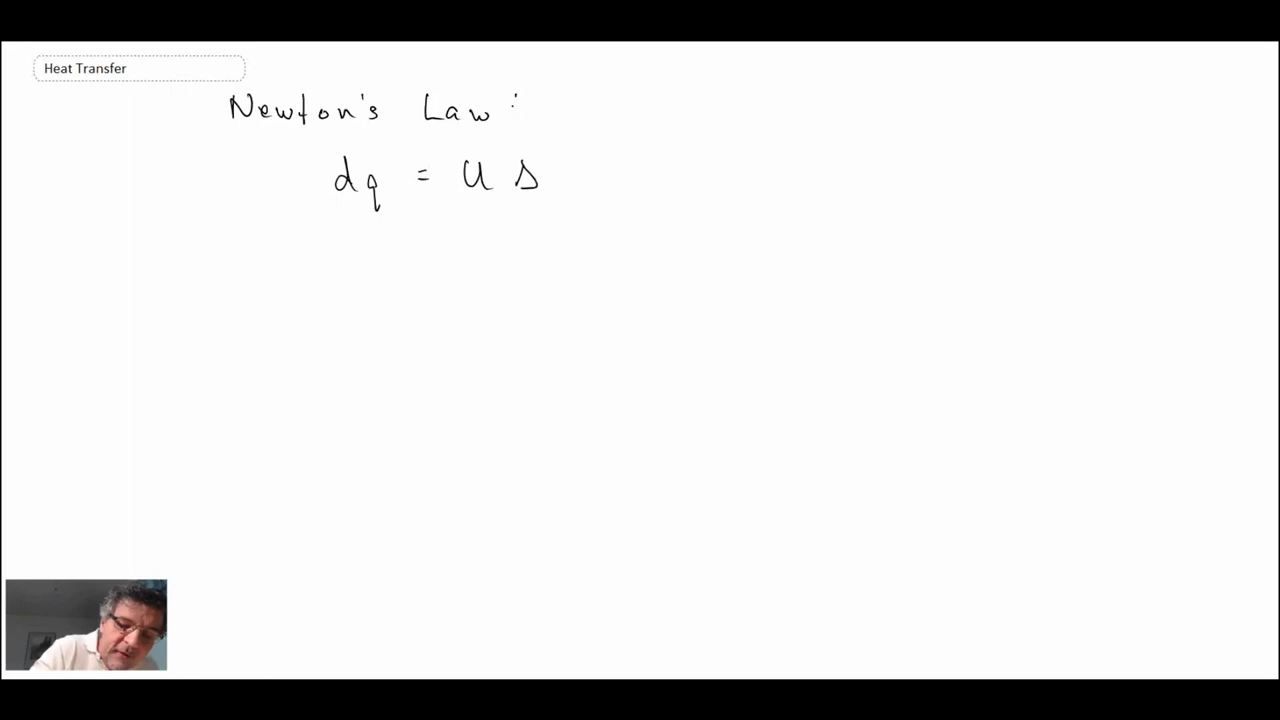 Heat Transfer
Newton's Law :
dq = U Δ